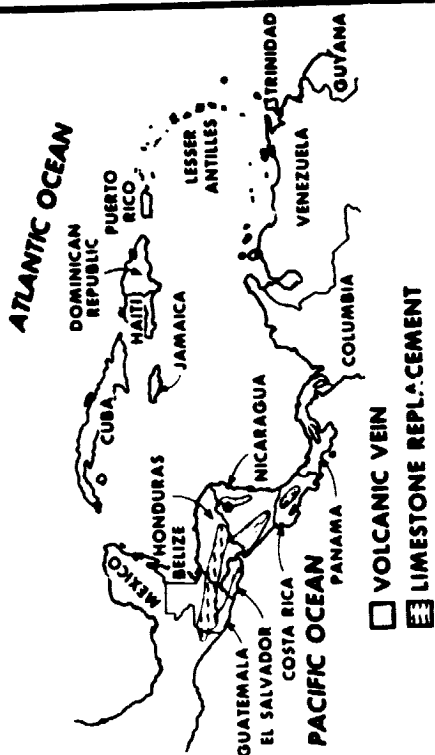 ATLANTIC OCEAN
DOMINICAN
REPUBLIC
PUERTO
RICO
CUBA
HAITI
JAMAICA
LESSER
ANTILLES
TRINIDAD
GUYANA
VENEZUELA
COLUMBIA
MEXICO
HONDURAS
BELIZE
NICARAGUA
GUATEMALA
EL SALVADOR
COSTA RICA
PANAMA
PACIFIC OCEAN
VOLCANIC VEIN
LIMESTONE REPLACEMENT